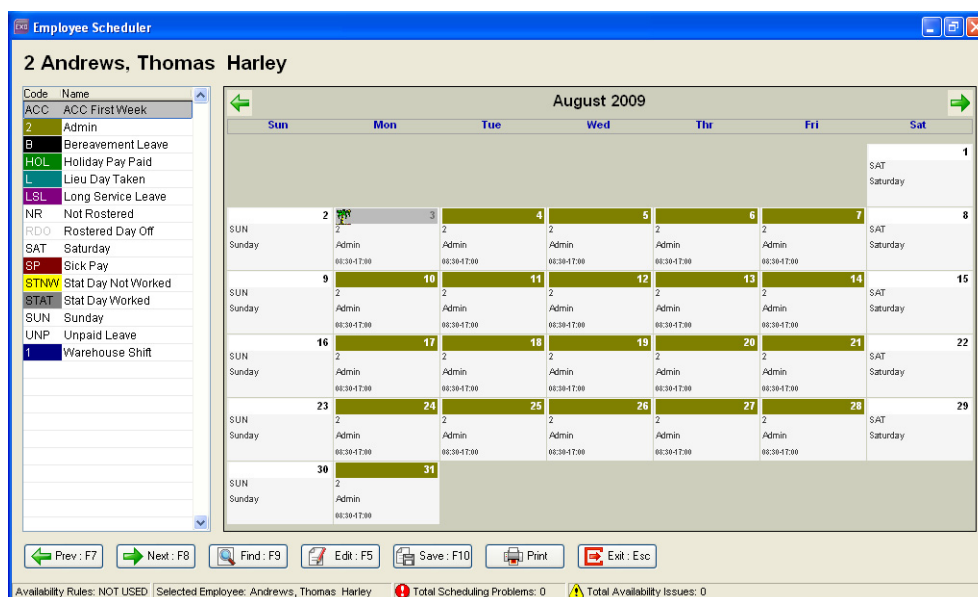 EXO Employee Scheduler
2 Andrews, Thomas Harley
Code Name
ACC ACC First Week
2 Admin
B Bereavement Leave
HOL Holiday Pay Paid
L Lieu Day Taken
LSL Long Service Leave
NR Not Rostered
RDO Rostered Day Off
SAT Saturday
SP Sick Pay
STNW Stat Day Not Worked
STAT Stat Day Worked
SUN Sunday
UNP Unpaid Leave
1 Warehouse Shift
August 2009
Sun Mon Tue Wed Thr Fri Sat
1
SAT
Saturday
2 3 4 5 6 7 8
SUN 2 2 2 2 2 SAT
Sunday Admin Admin Admin Admin Admin Saturday
08:30-17:00 08:30-17:00 08:30-17:00 08:30-17:00 08:30-17:00
9 10 11 12 13 14 15
SUN 2 2 2 2 2 SAT
Sunday Admin Admin Admin Admin Admin Saturday
08:30-17:00 08:30-17:00 08:30-17:00 08:30-17:00 08:30-17:00
16 17 18 19 20 21 22
SUN 2 2 2 2 2 SAT
Sunday Admin Admin Admin Admin Admin Saturday
08:30-17:00 08:30-17:00 08:30-17:00 08:30-17:00 08:30-17:00
23 24 25 26 27 28 29
SUN 2 2 2 2 2 SAT
Sunday Admin Admin Admin Admin Admin Saturday
08:30-17:00 08:30-17:00 08:30-17:00 08:30-17:00 08:30-17:00
30 31
SUN 2
Sunday Admin
08:30-17:00
Prev : F7 Next : F8 Find : F9 Edit : F5 Save : F10 Print Exit : Esc
Availability Rules: NOT USED Selected Employee: Andrews, Thomas Harley Total Scheduling Problems: 0 Total Availability Issues: 0